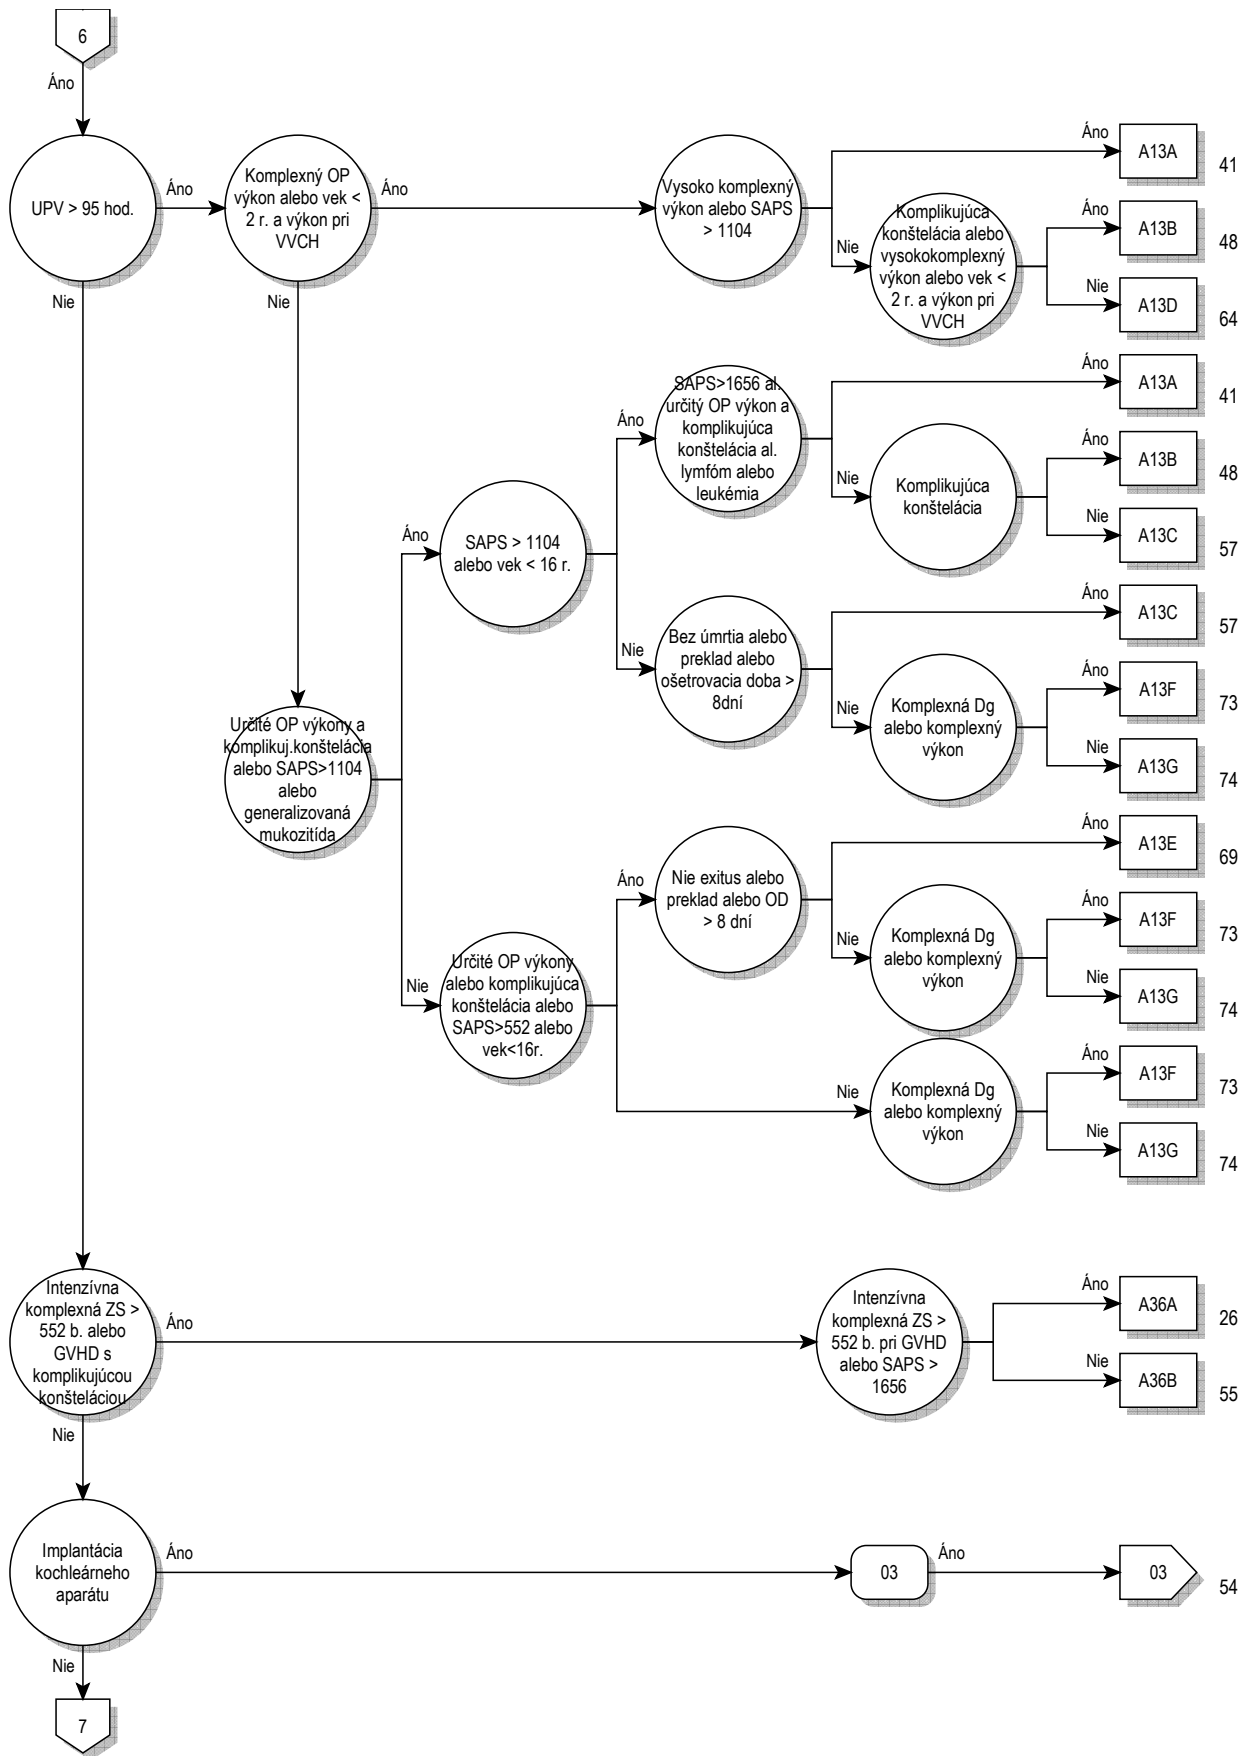 6
Áno
UPV > 95 hod.
Áno
Nie
Komplexný OP
výkon alebo vek <
2 r. a výkon pri
VVCH
Áno
Nie
Vysoko komplexný
výkon alebo SAPS
> 1104
Áno
A13A
41
Nie
Komplikujúca
konštelácia alebo
vysokokomplexný
výkon alebo vek <
2 r. a výkon pri
VVCH
Áno
A13B
48
Nie
A13D
64
Určité OP výkony a
komplikuj.konštelácia
alebo SAPS>1104
alebo
generalizovaná
mukozitída
Áno
SAPS > 1104
alebo vek < 16 r.
Áno
SAPS>1656 al.
určitý OP výkon a
komplikujúca
konštelácia al.
lymfóm alebo
leukémia
Áno
A13A
41
Nie
Komplikujúca
konštelácia
Áno
A13B
48
Nie
A13C
57
Nie
Bez úmrtia alebo
preklad alebo
ošetrovacia doba >
8dní
Áno
A13C
57
Nie
Komplexná Dg
alebo komplexný
výkon
Áno
A13F
73
Nie
A13G
74
Nie
Určité OP výkony
alebo komplikujúca
konštelácia alebo
SAPS>552 alebo
vek<16r.
Áno
Nie exitus alebo
preklad alebo OD
> 8 dní
Áno
A13E
69
Nie
Komplexná Dg
alebo komplexný
výkon
Áno
A13F
73
Nie
A13G
74
Nie
Komplexná Dg
alebo komplexný
výkon
Áno
A13F
73
Nie
A13G
74
Intenzívna
komplexná ZS >
552 b. alebo
GVHD s
komplikujúcou
konšteláciou
Áno
Intenzívna
komplexná ZS >
552 b. pri GVHD
alebo SAPS >
1656
Áno
A36A
26
Nie
A36B
55
Nie
Implantácia
kochleárneho
aparátu
Áno
03
Áno
03
54
Nie
7